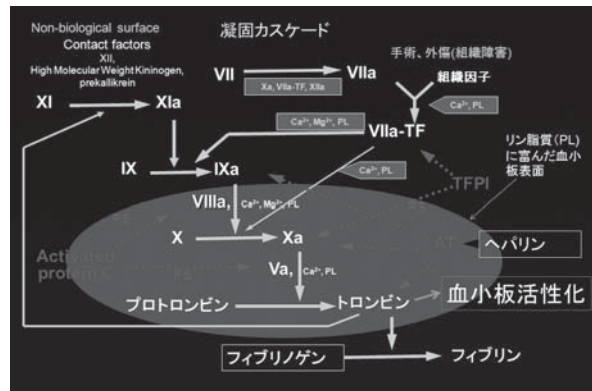 Non-biological surface
Contact factors
XII,
High Molecular Weight Kininogen,
prekallikrein
凝固カスケード
手術、外傷(組織障害)
組織因子
VII
VIIa
Xa, VIIa-TF, XIIa
XI
XIa
Ca²⁺, PL
Ca²⁺, Mg²⁺, PL
VIIa-TF
IX
IXa
Ca²⁺, PL
リン脂質(PL)
に富んだ血小
板表面
TFPI
VIIIa,
Ca²⁺, Mg²⁺, PL
X
Xa
AT
ヘパリン
Activated
protein C
Va,
Ca²⁺, PL
プロトロンビン
トロンビン
血小板活性化
フィブリノゲン
フィブリン